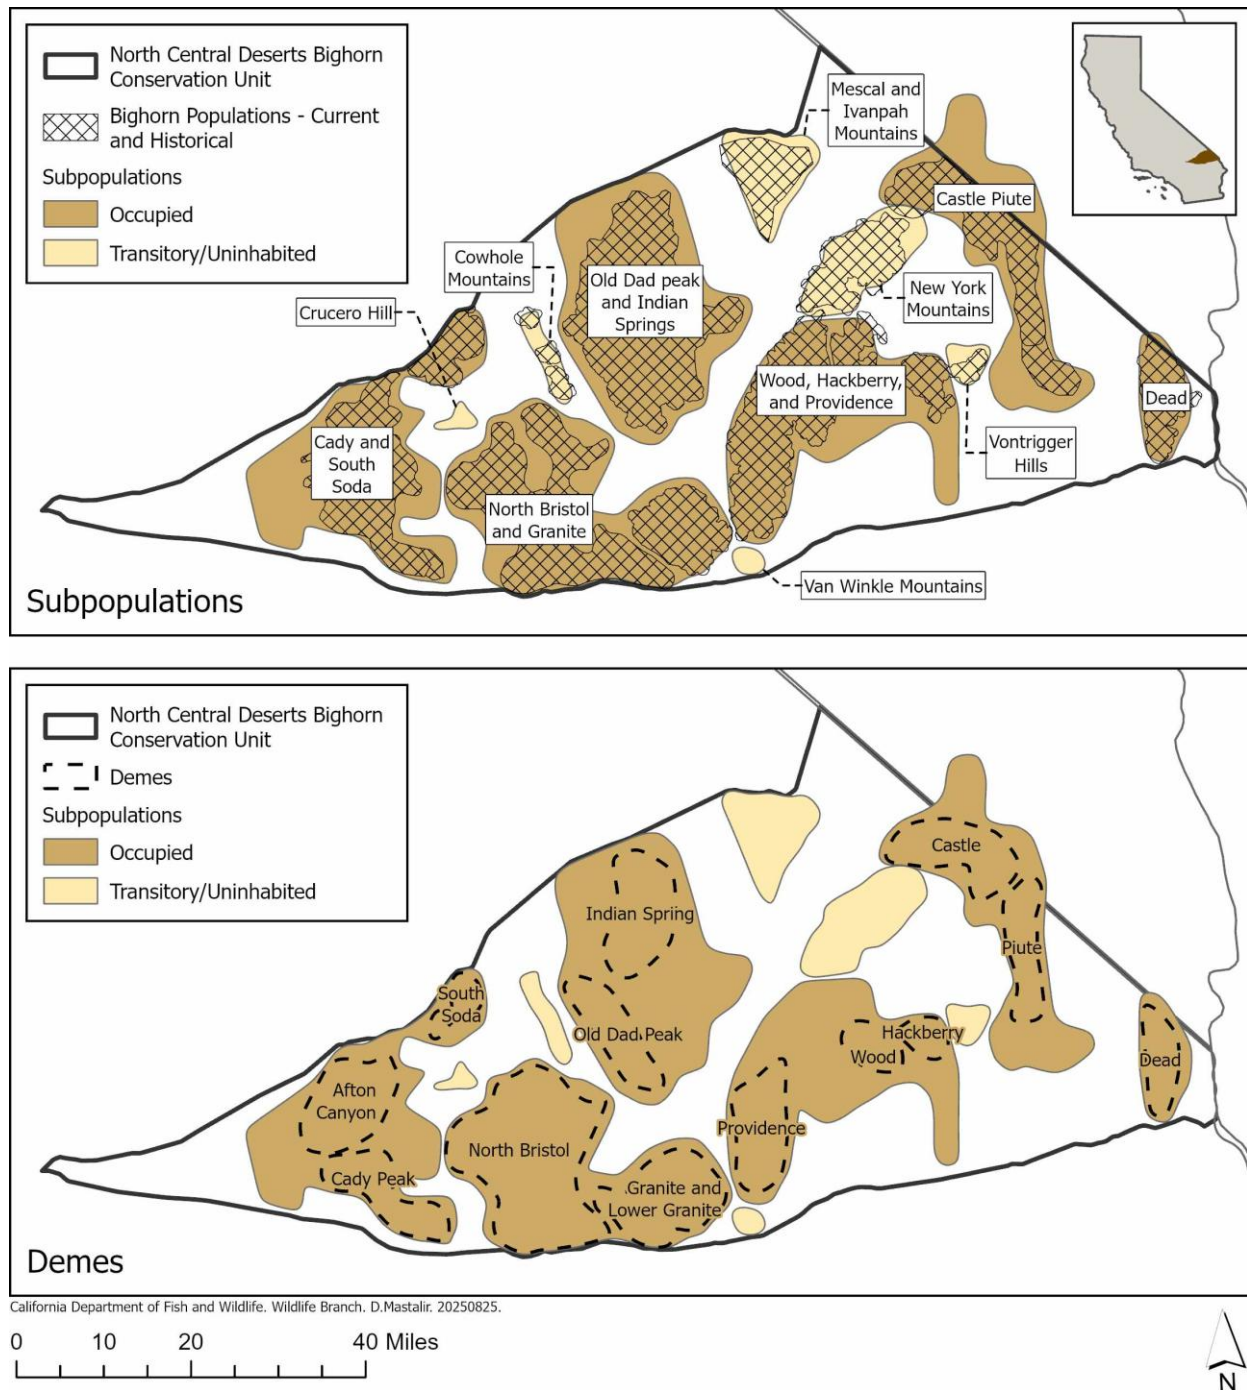 North Central Deserts Bighorn
Conservation Unit
Bighorn Populations - Current
and Historical
Subpopulations
Occupied
Transitory/Uninhabited
Mescal and
Ivanpah
Mountains
Castle Piute
Cowhole
Mountains
Old Dad peak
and Indian
Springs
New York
Mountains
Crucero Hill
Wood, Hackberry,
and Providence
Dead
Cady and
South
Soda
Vontrigger
Hills
North Bristol
and Granite
Van Winkle Mountains
Subpopulations
North Central Deserts Bighorn
Conservation Unit
Demes
Subpopulations
Occupied
Transitory/Uninhabited
Castle
Indian Spring
Piute
South
Soda
Old Dad Peak
Hackberry
Wood
Dead
Afton
Canyon
Providence
North Bristol
Cady Peak
Granite and
Lower Granite
Demes
California Department of Fish and Wildlife. Wildlife Branch. D.Mastalir. 20250825.
0 10 20 40 Miles
N